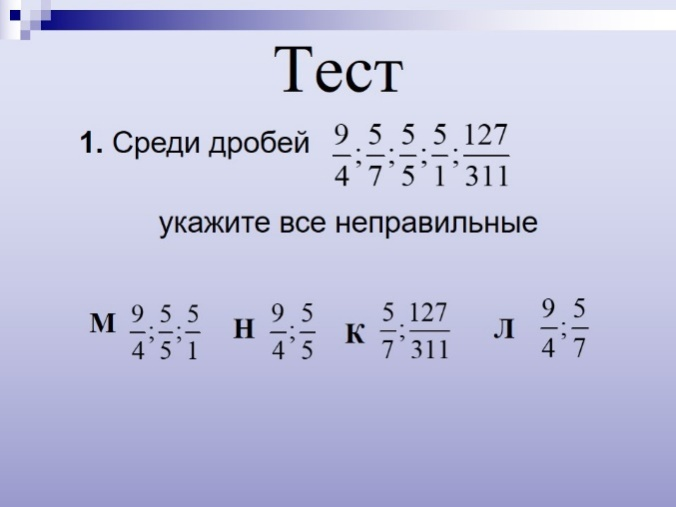 Тест
1. Среди дробей 9/4; 5/7; 5/5; 5/1; 127/311
укажите все неправильные
М 9/4; 5/5; 5/1 Н 9/4; 5/5 К 5/7; 127/311 Л 9/4; 5/7